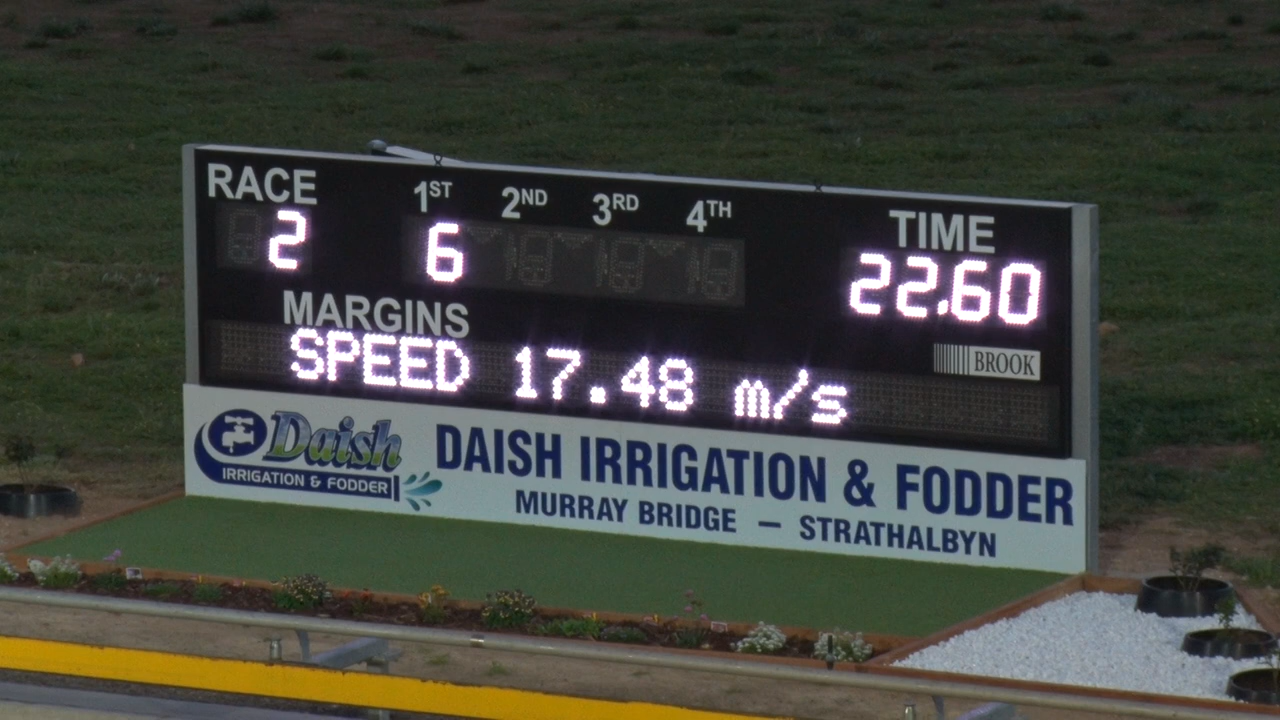 RACE 1ST 2ND 3RD 4TH TIME
2 6 22.60
MARGINS
BROOK
SPEED 17.48 m/s
Daish
IRRIGATION & FODDER
DAISH IRRIGATION & FODDER
MURRAY BRIDGE – STRATHALBYN